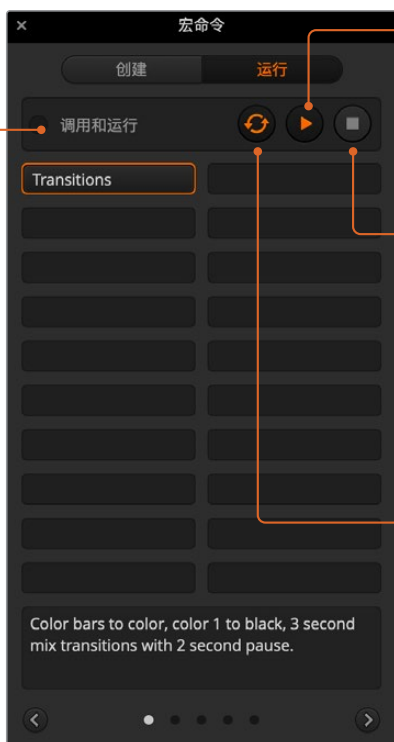 宏命令
创建
运行
调用和运行
Transitions
Color bars to color, color 1 to black, 3 second
mix transitions with 2 second pause.